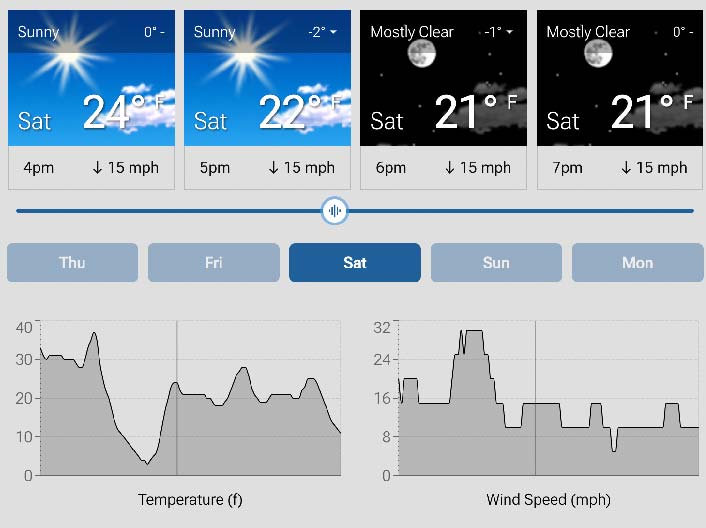 Sunny 0° -
Sat 24° F
4pm ↓ 15 mph
Sunny -2° ▾
Sat 22° F
5pm ↓ 15 mph
Mostly Clear -1° ▾
Sat 21° F
6pm ↓ 15 mph
Mostly Clear 0° -
Sat 21° F
7pm ↓ 15 mph
Thu Fri Sat Sun Mon
40
30
20
10
0
Temperature (f)
32
24
16
8
0
Wind Speed (mph)